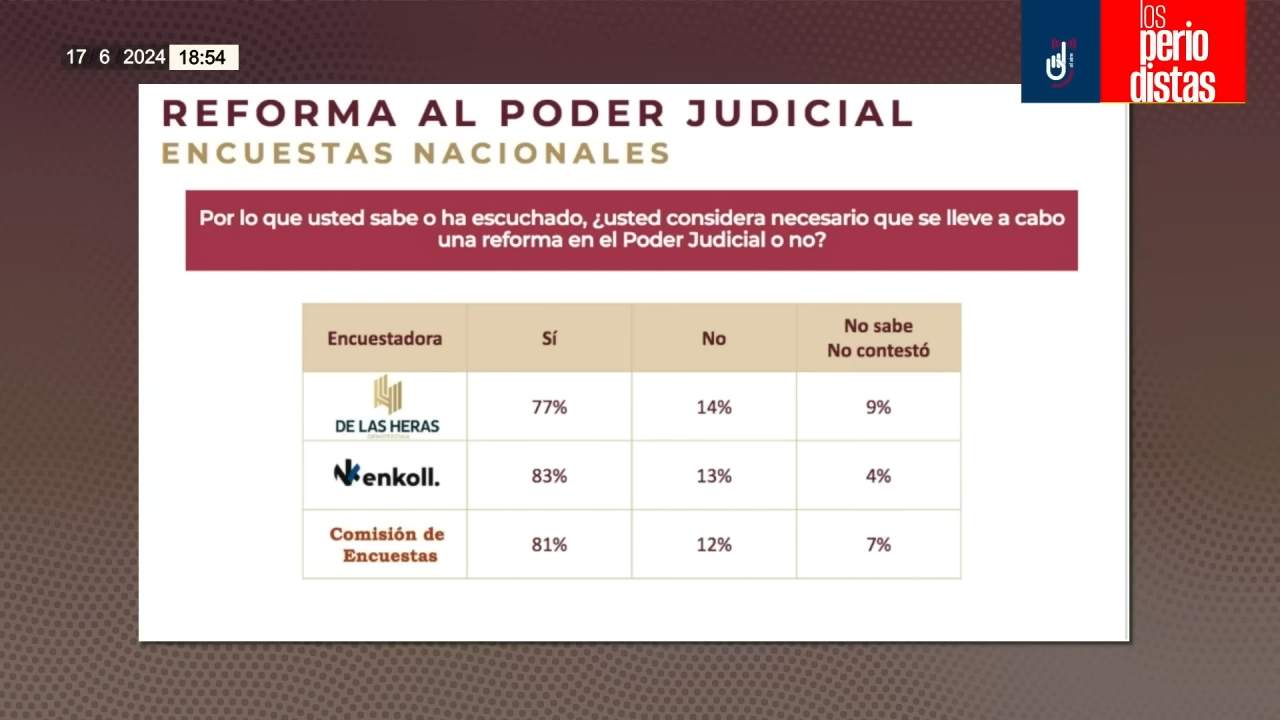 17 6 2024 18:54
los
perio
distas
REFORMA AL PODER JUDICIAL
ENCUESTAS NACIONALES
Por lo que usted sabe o ha escuchado, ¿usted considera necesario que se lleve a cabo
una reforma en el Poder Judicial o no?
Encuestadora Sí No No sabe
No contestó
DE LAS HERAS 77% 14% 9%
enkoll. 83% 13% 4%
Comisión de
Encuestas 81% 12% 7%